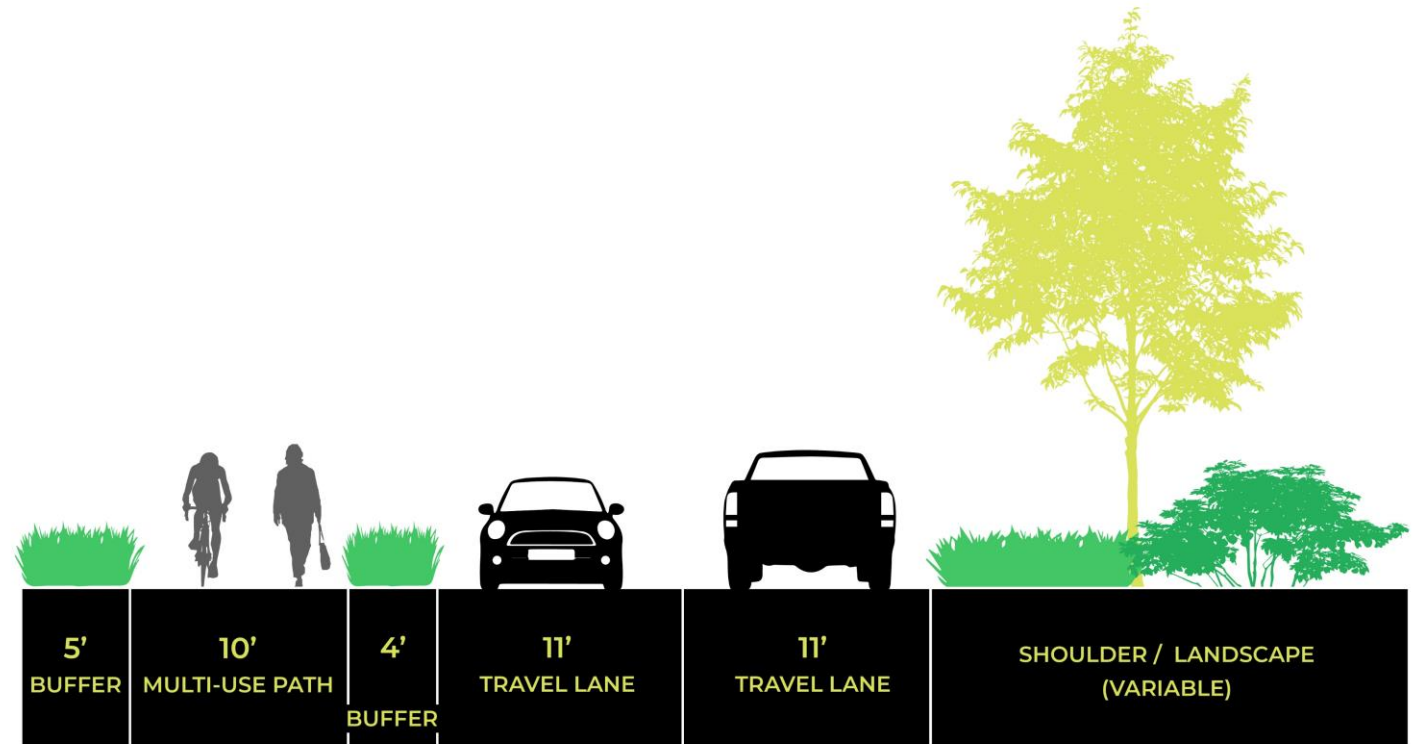 5’
BUFFER
10’
MULTI-USE PATH
4’
BUFFER
11’
TRAVEL LANE
11’
TRAVEL LANE
SHOULDER / LANDSCAPE
(VARIABLE)